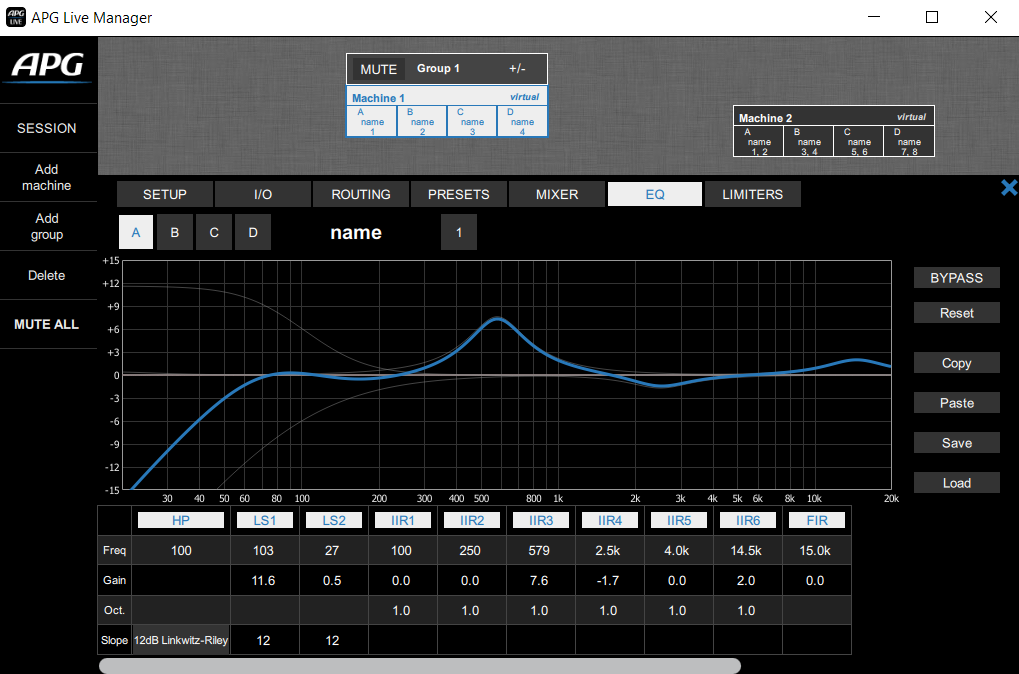 APG LIVE APG Live Manager
APG
SESSION
Add
machine
Add
group
Delete
MUTE ALL
MUTE Group 1 +/-
Machine 1 virtual
A B C D
name name name name
1 2 3 4
Machine 2 virtual
A B C D
name name name name
1, 2 3, 4 5, 6 7, 8
SETUP I/O ROUTING PRESETS MIXER EQ LIMITERS
A B C D name 1
+15
+12
+9
+6
+3
0
-3
-6
-9
-12
-15
30 40 50 60 80 100 200 300 400 500 800 1k 2k 3k 4k 5k 6k 8k 10k 20k
BYPASS
Reset
Copy
Paste
Save
Load
HP LS1 LS2 IIR1 IIR2 IIR3 IIR4 IIR5 IIR6 FIR
Freq 100 103 27 100 250 579 2.5k 4.0k 14.5k 15.0k
Gain 11.6 0.5 0.0 0.0 7.6 -1.7 0.0 2.0 0.0
Oct. 1.0 1.0 1.0 1.0 1.0 1.0
Slope 12dB Linkwitz-Riley 12 12